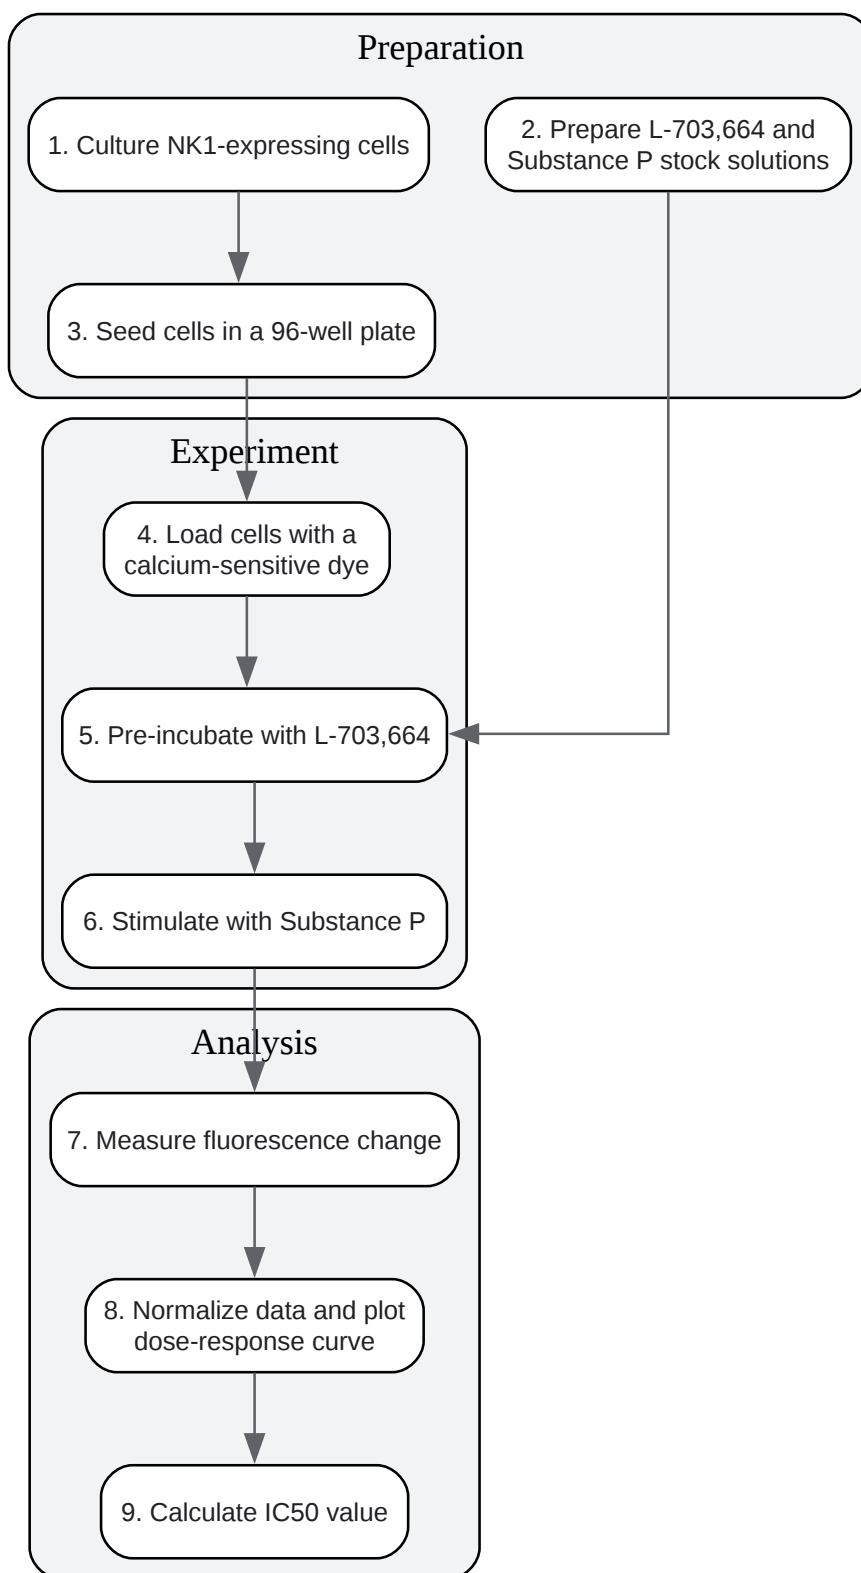 Preparation
1. Culture NK1-expressing cells
2. Prepare L-703,664 and
Substance P stock solutions
3. Seed cells in a 96-well plate
Experiment
4. Load cells with a
calcium-sensitive dye
5. Pre-incubate with L-703,664
6. Stimulate with Substance P
Analysis
7. Measure fluorescence change
8. Normalize data and plot
dose-response curve
9. Calculate IC50 value